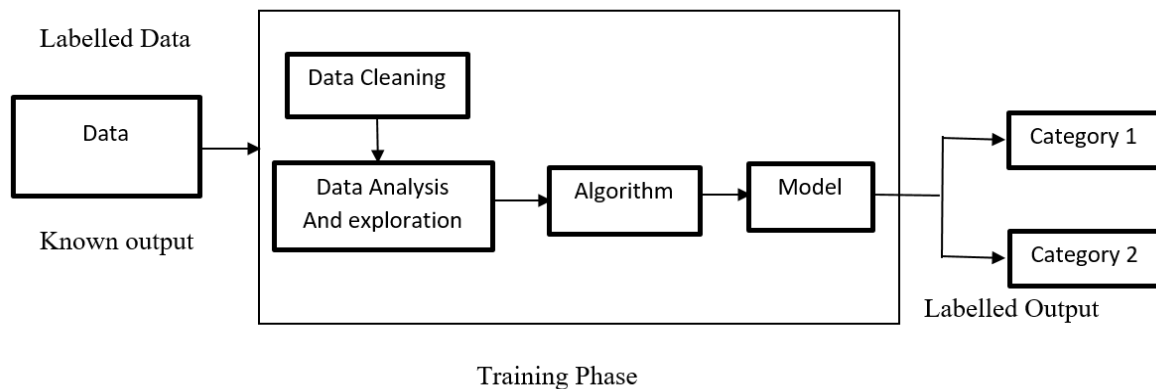 Labelled Data
Data
Known output
Data Cleaning
Data Analysis
And exploration
Algorithm
Model
Category 1
Category 2
Labelled Output
Training Phase